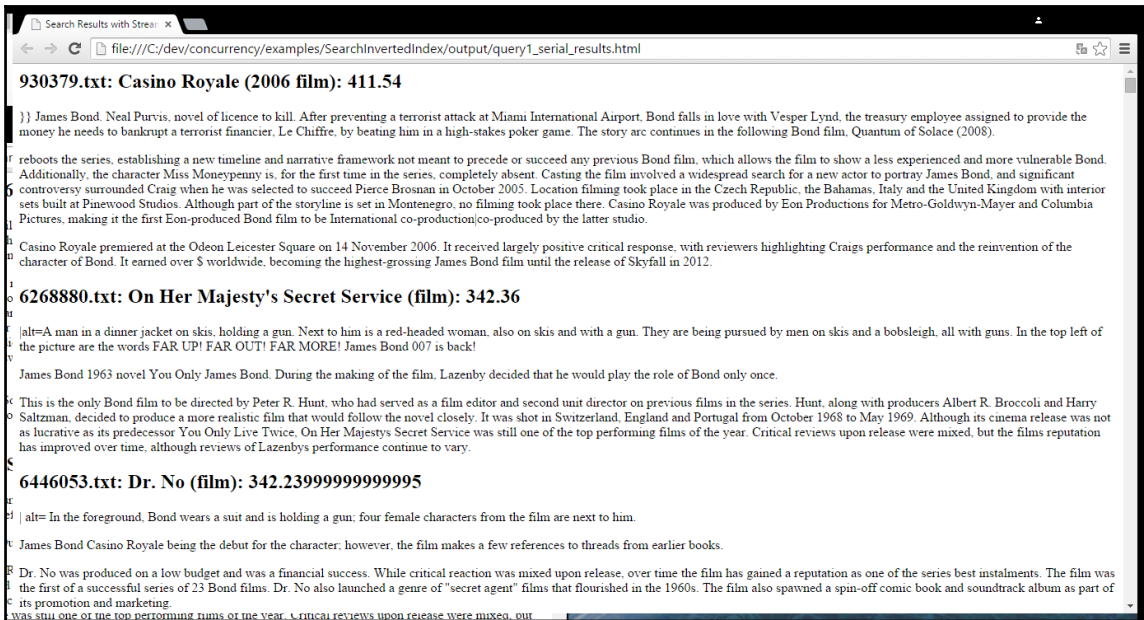 Search Results with Strear
file:///C:/dev/concurrency/examples/SearchInvertedIndex/output/query1_serial_results.html
930379.txt: Casino Royale (2006 film): 411.54
}} James Bond. Neal Purvis, novel of licence to kill. After preventing a terrorist attack at Miami International Airport, Bond falls in love with Vesper Lynd, the treasury employee assigned to provide the
money he needs to bankrupt a terrorist financier, Le Chiffre, by beating him in a high-stakes poker game. The story arc continues in the following Bond film, Quantum of Solace (2008).
reboots the series, establishing a new timeline and narrative framework not meant to precede or succeed any previous Bond film, which allows the film to show a less experienced and more vulnerable Bond.
Additionally, the character Miss Moneypenny is, for the first time in the series, completely absent. Casting the film involved a widespread search for a new actor to portray James Bond, and significant
controversy surrounded Craig when he was selected to succeed Pierce Brosnan in October 2005. Location filming took place in the Czech Republic, the Bahamas, Italy and the United Kingdom with interior
sets built at Pinewood Studios. Although part of the storyline is set in Montenegro, no filming took place there. Casino Royale was produced by Eon Productions for Metro-Goldwyn-Mayer and Columbia
Pictures, making it the first Eon-produced Bond film to be International co-production|co-produced by the latter studio.
Casino Royale premiered at the Odeon Leicester Square on 14 November 2006. It received largely positive critical response, with reviewers highlighting Craigs performance and the reinvention of the
character of Bond. It earned over $ worldwide, becoming the highest-grossing James Bond film until the release of Skyfall in 2012.
6268880.txt: On Her Majesty's Secret Service (film): 342.36
|alt=A man in a dinner jacket on skis, holding a gun. Next to him is a red-headed woman, also on skis and with a gun. They are being pursued by men on skis and a bobsleigh, all with guns. In the top left of
the picture are the words FAR UP! FAR OUT! FAR MORE! James Bond 007 is back!
James Bond 1963 novel You Only James Bond. During the making of the film, Lazenby decided that he would play the role of Bond only once.
This is the only Bond film to be directed by Peter R. Hunt, who had served as a film editor and second unit director on previous films in the series. Hunt, along with producers Albert R. Broccoli and Harry
Saltzman, decided to produce a more realistic film that would follow the novel closely. It was shot in Switzerland, England and Portugal from October 1968 to May 1969. Although its cinema release was not
as lucrative as its predecessor You Only Live Twice, On Her Majestys Secret Service was still one of the top performing films of the year. Critical reviews upon release were mixed, but the films reputation
has improved over time, although reviews of Lazenbys performance continue to vary.
6446053.txt: Dr. No (film): 342.23999999999995
| alt= In the foreground, Bond wears a suit and is holding a gun; four female characters from the film are next to him.
James Bond Casino Royale being the debut for the character; however, the film makes a few references to threads from earlier books.
Dr. No was produced on a low budget and was a financial success. While critical reaction was mixed upon release, over time the film has gained a reputation as one of the series best instalments. The film was
the first of a successful series of 23 Bond films. Dr. No also launched a genre of "secret agent" films that flourished in the 1960s. The film also spawned a spin-off comic book and soundtrack album as part of
its promotion and marketing.
was still one of the top performing films of the year. Critical reviews upon release were mixed, but